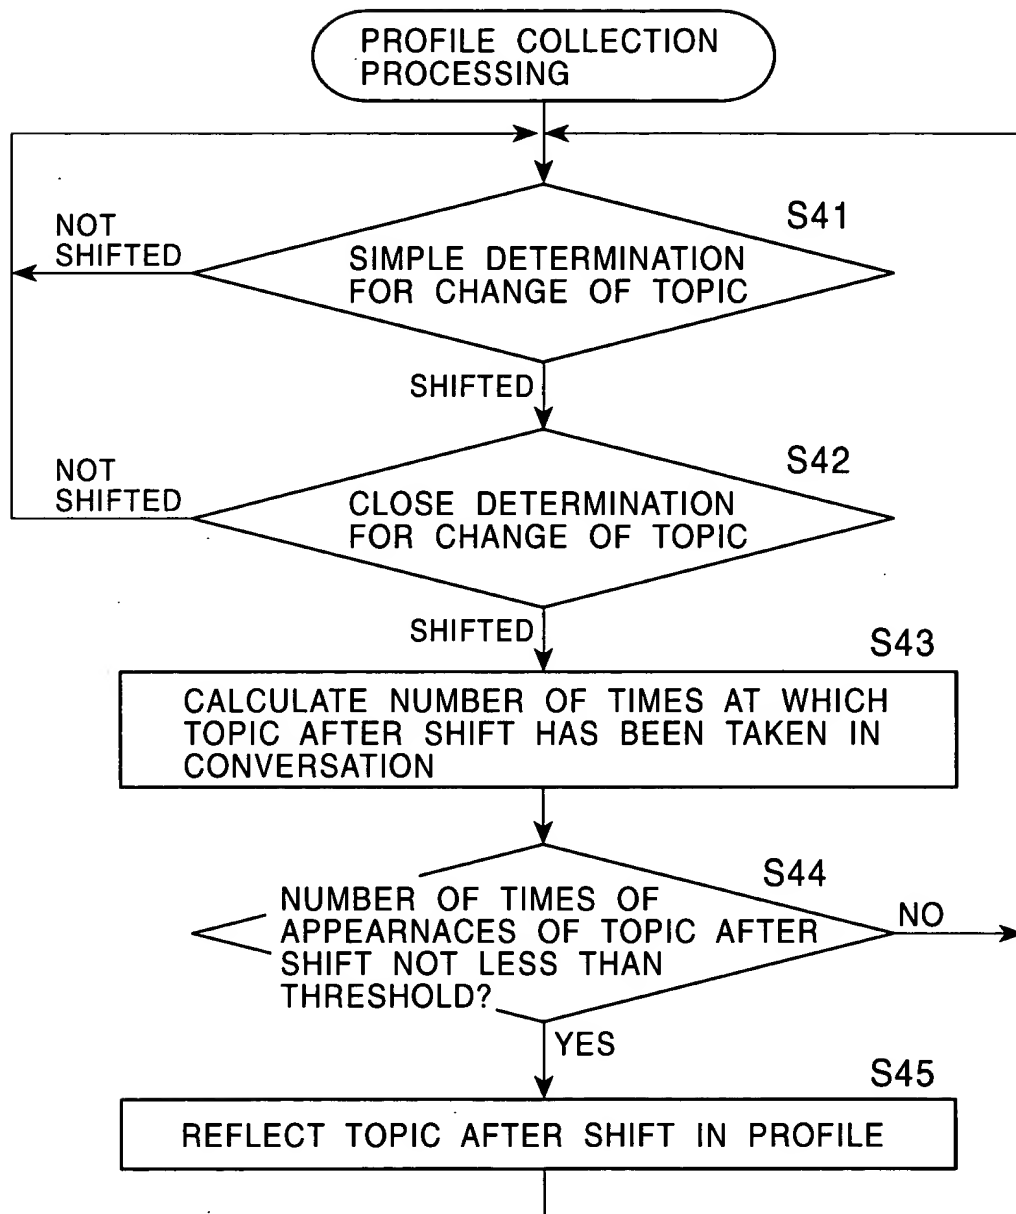 PROFILE COLLECTION
PROCESSING
S41
NOT
SHIFTED
SIMPLE DETERMINATION
FOR CHANGE OF TOPIC
SHIFTED
S42
NOT
SHIFTED
CLOSE DETERMINATION
FOR CHANGE OF TOPIC
SHIFTED
S43
CALCULATE NUMBER OF TIMES AT WHICH
TOPIC AFTER SHIFT HAS BEEN TAKEN IN
CONVERSATION
S44
NUMBER OF TIMES OF
APPEARNACES OF TOPIC AFTER
SHIFT NOT LESS THAN
THRESHOLD?
NO
YES
S45
REFLECT TOPIC AFTER SHIFT IN PROFILE